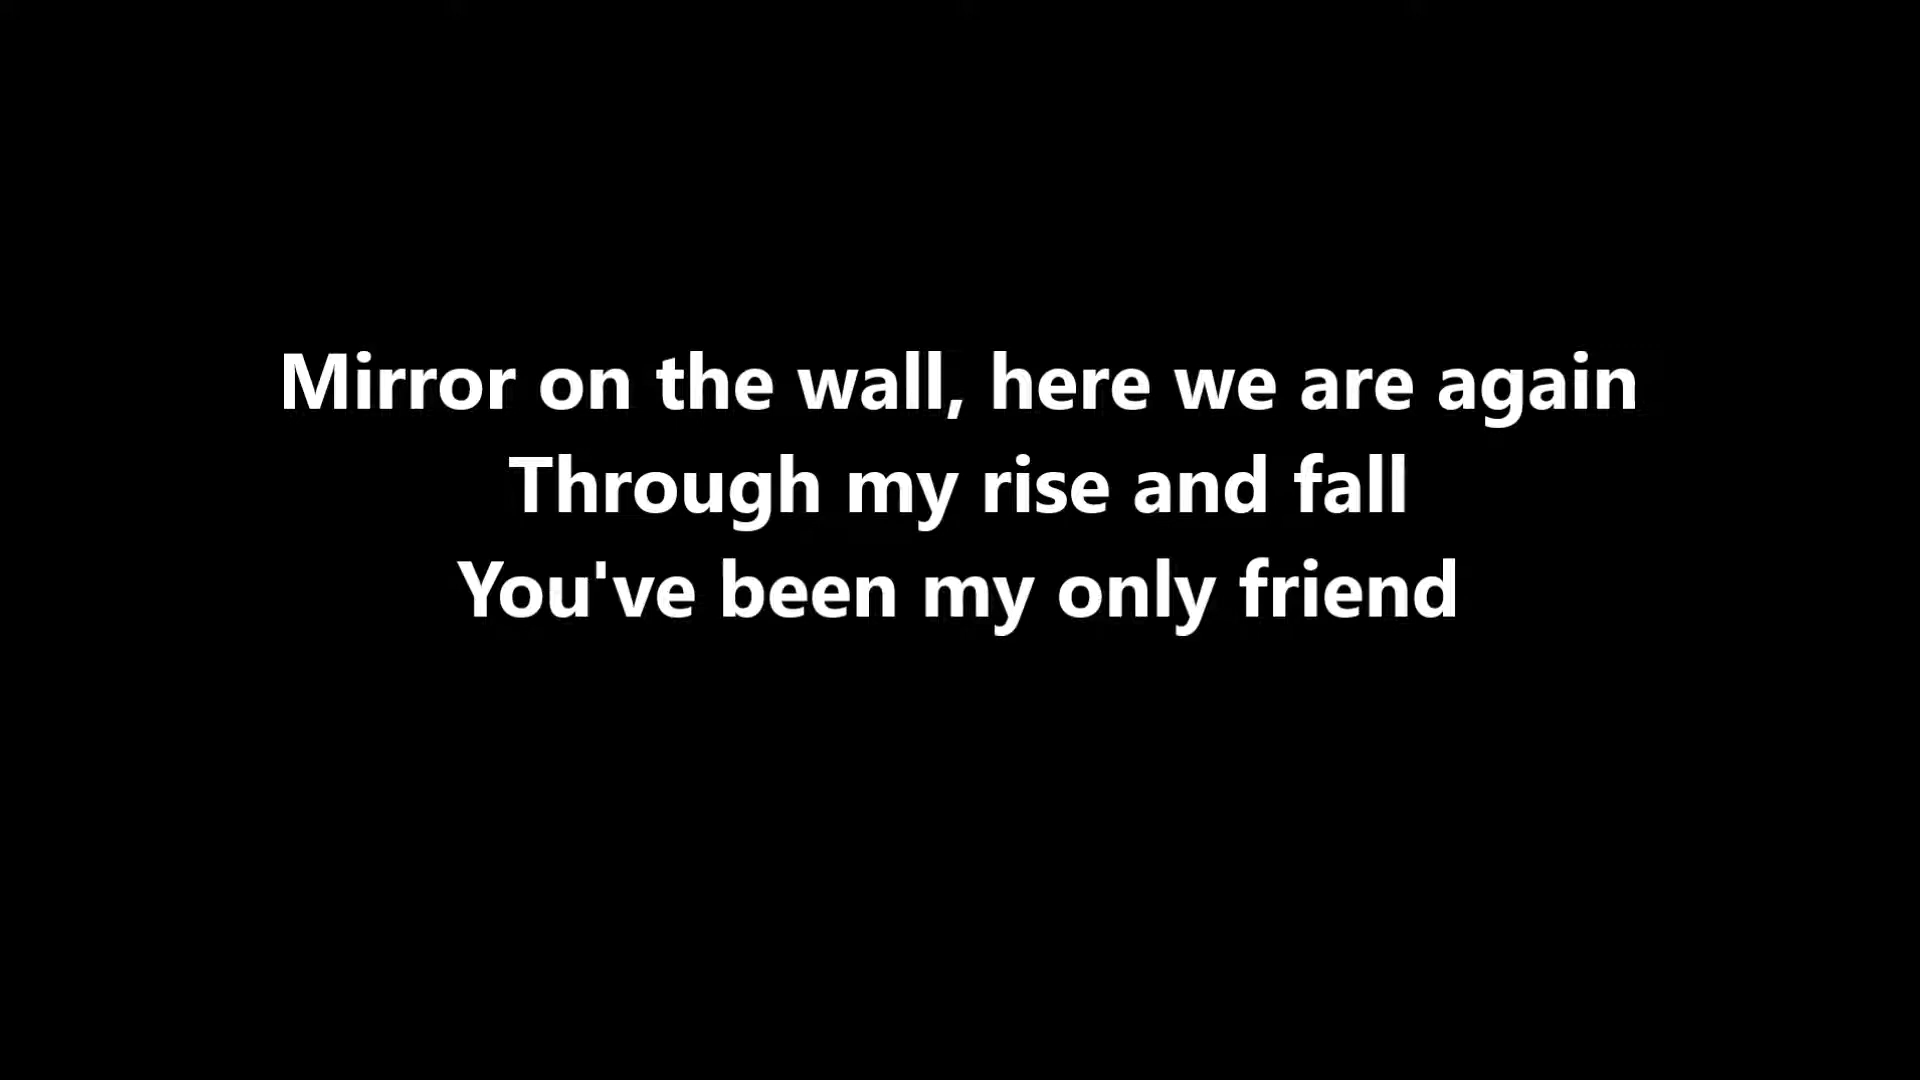 Mirror on the wall, here we are again
Through my rise and fall
You've been my only friend